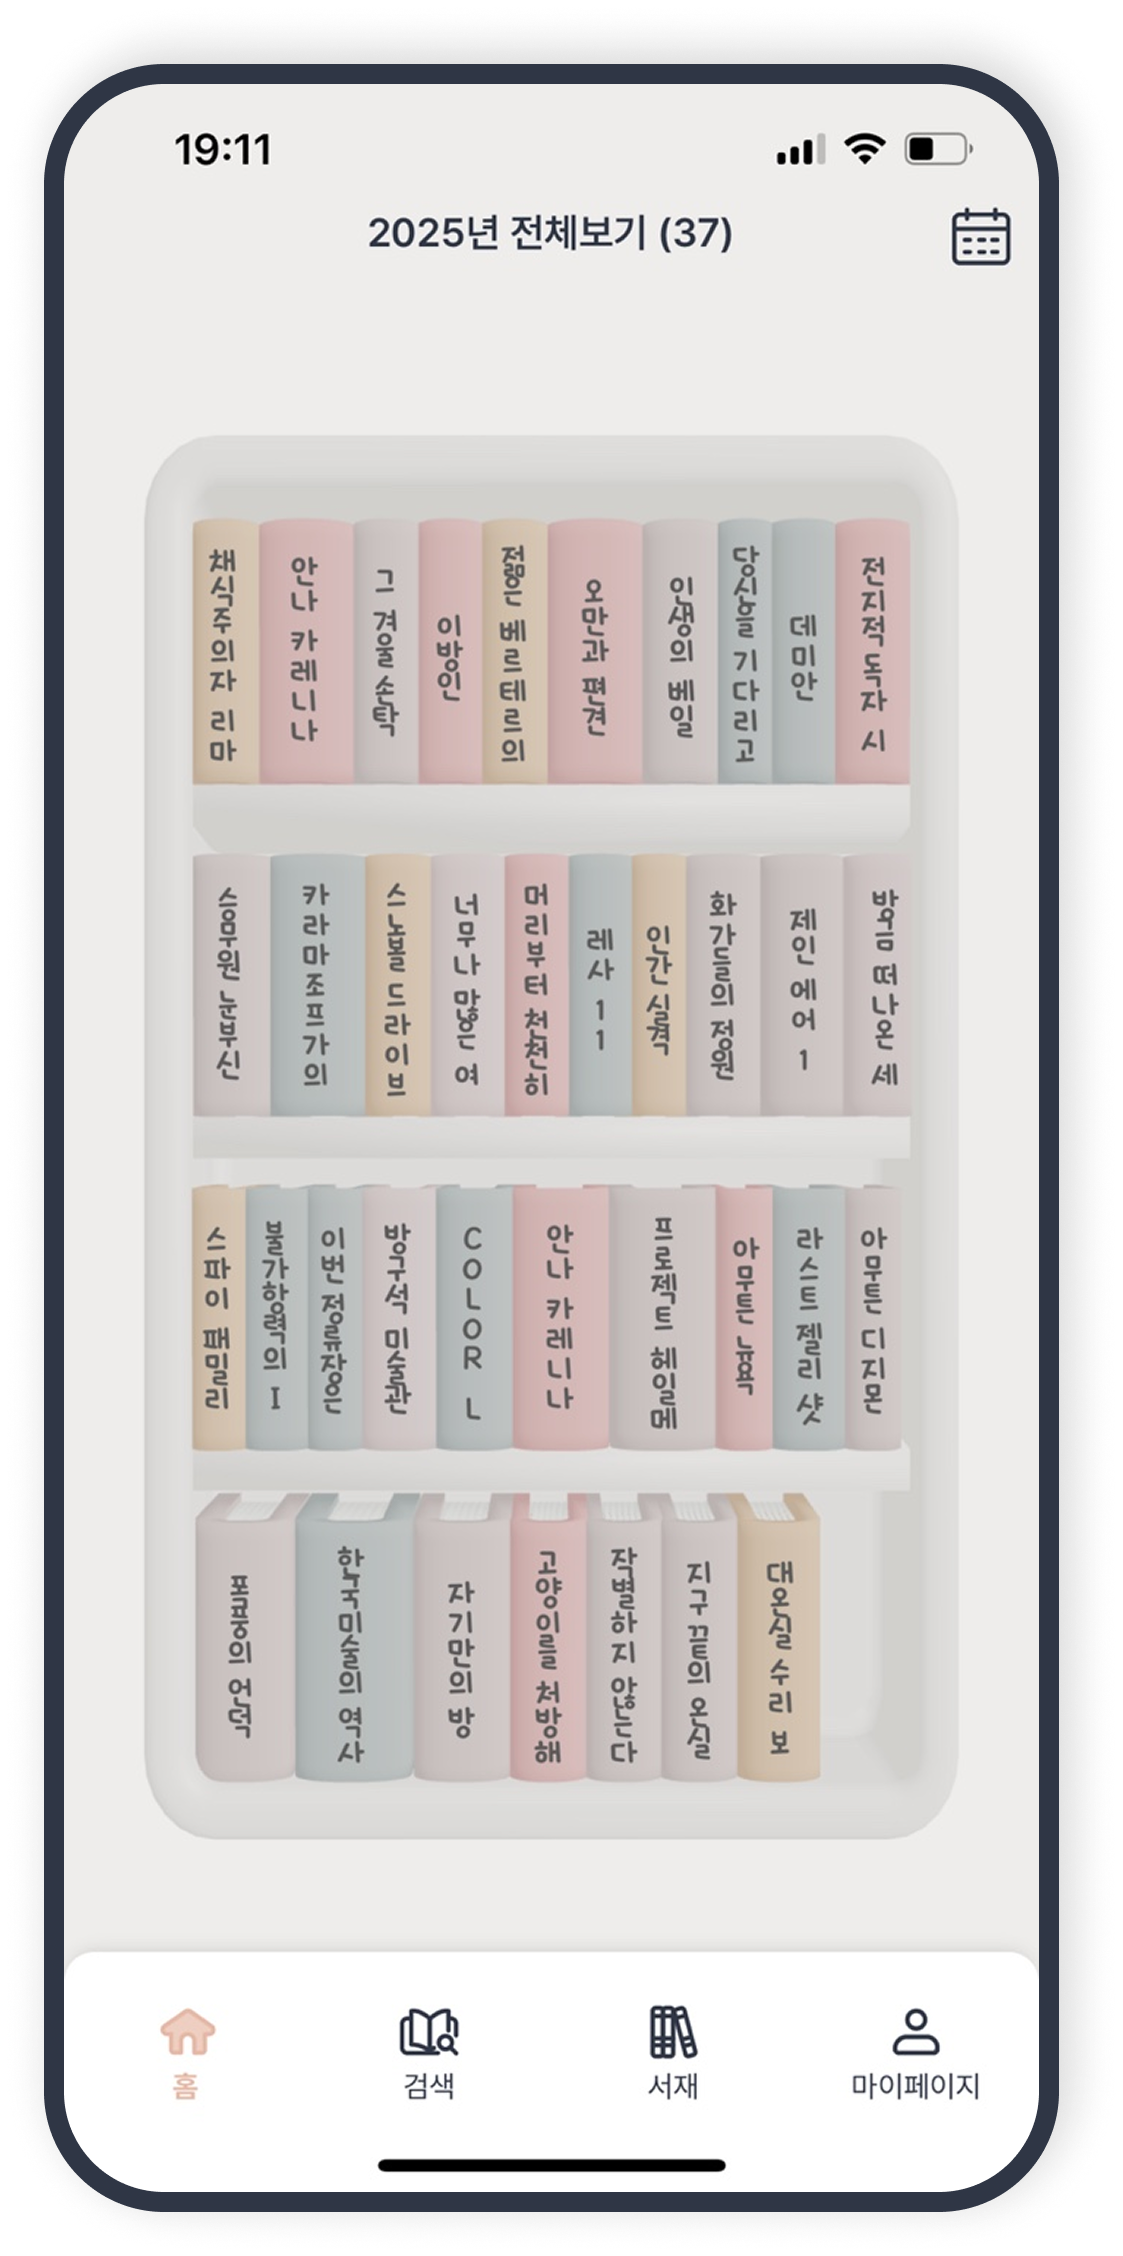 19:11
2025년 전체보기 (37)
채식주의자 리마
안나 카레니나
그 겨울 손탁
이방인
젊은 베르테르의
오만과 편견
인생의 베일
당신을 기다리고
데미안
전지적 독자 시
승무원 눈부신
카라마조프가의
스노볼 드라이브
너무나 많은 여
머리부터 천천히
레사 11
인간 실격
화가들의 정원
제인 에어 1
방금 떠나온 세
스파이 패밀리
불가항력의 I
이번 정류장은
방구석 미술관
COLOR L
안나 카레니나
프로젝트 헤일메
아무튼 뉴욕
라스트 젤리 샷
아무튼 디지몬
폭풍의 언덕
한국미술의 역사
자기만의 방
고양이를 처방해
작별하지 않는다
지구 끝의 온실
대온실 수리 보
홈
검색
서재
마이페이지